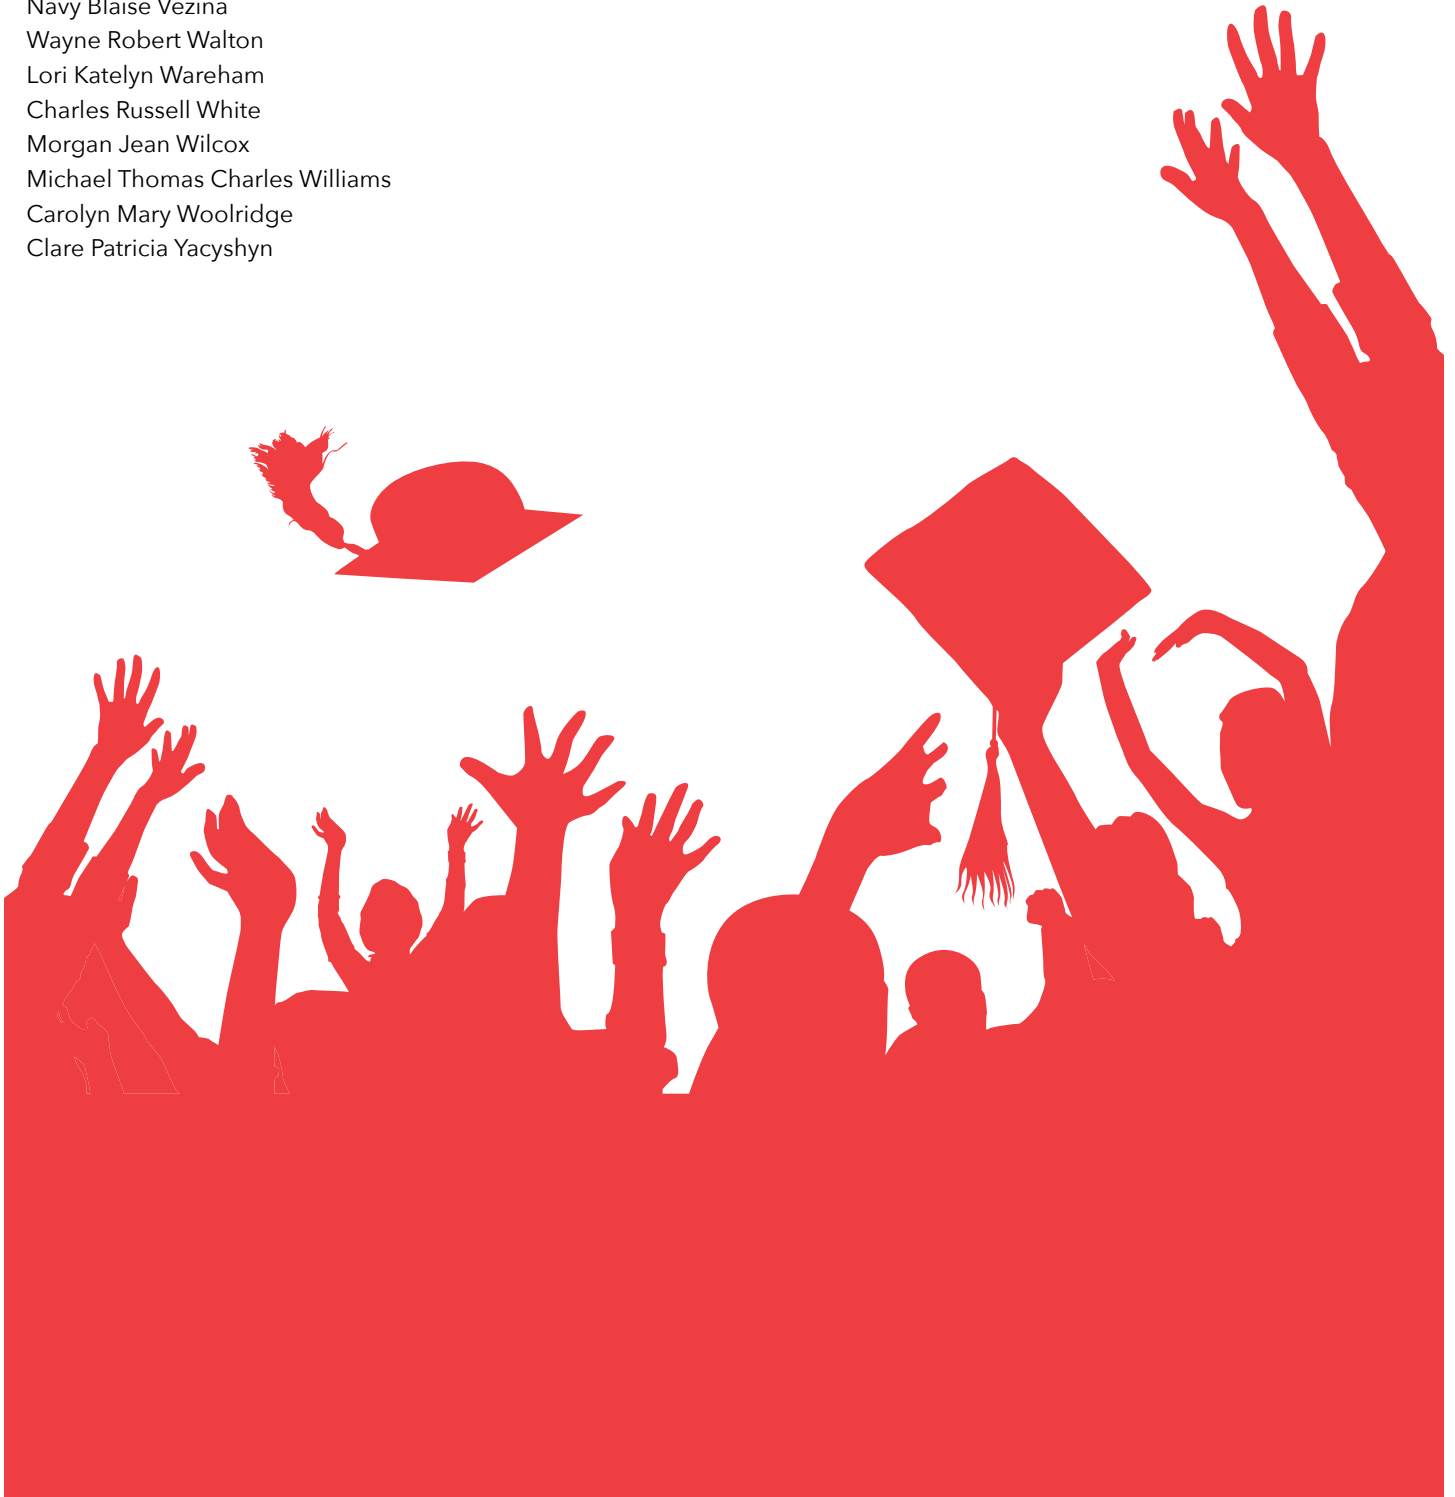 Navy Blaise Vezina
Wayne Robert Walton
Lori Katelyn Wareham
Charles Russell White
Morgan Jean Wilcox
Michael Thomas Charles Williams
Carolyn Mary Woolridge
Clare Patricia Yacyshyn